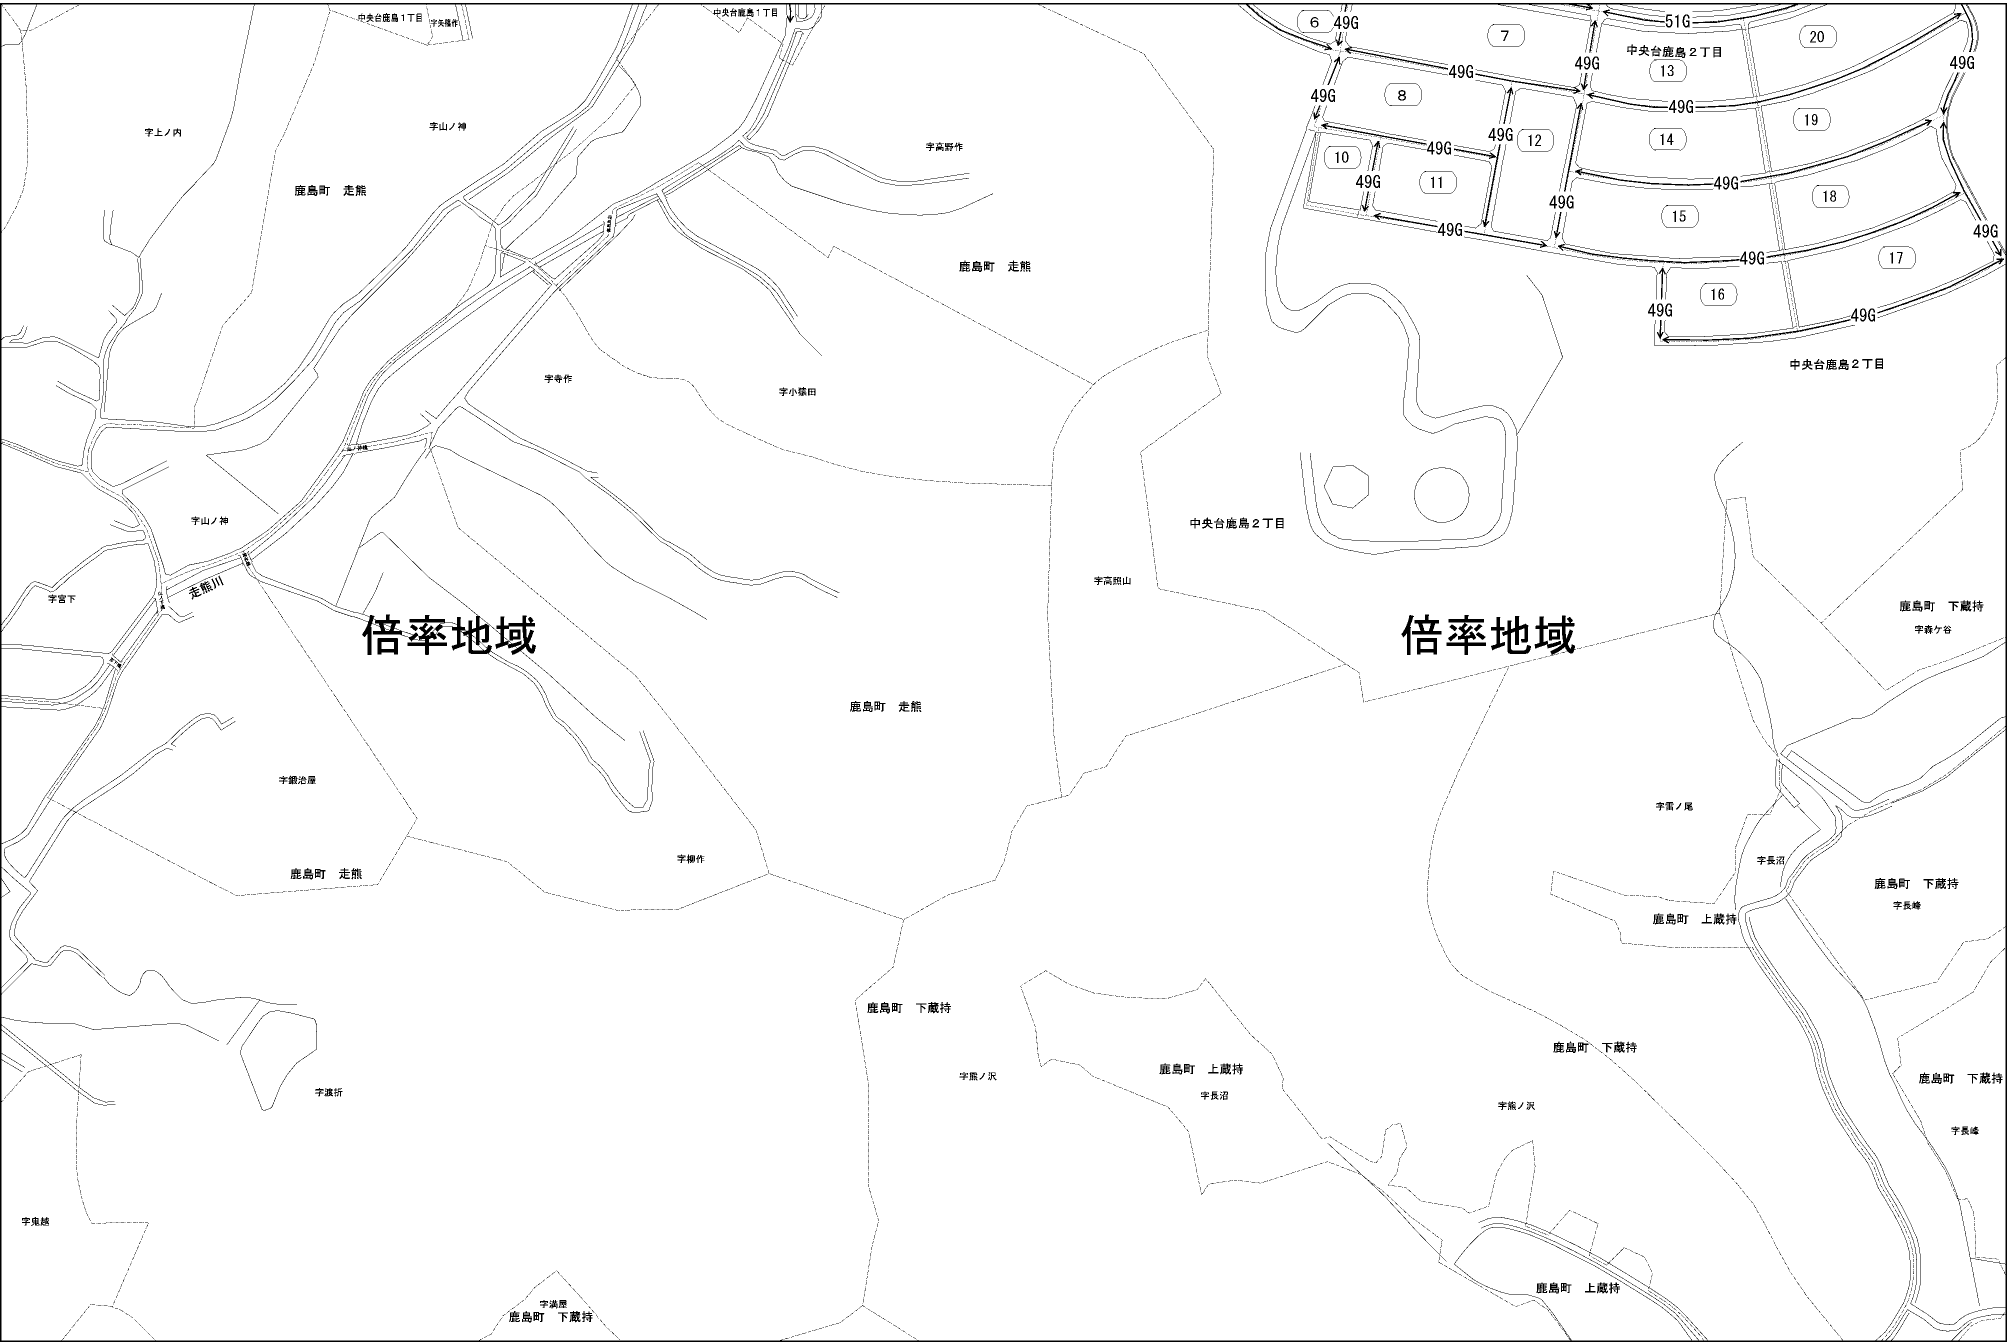 中央台鹿島１丁目
字矢篠作
中央台鹿島１丁目
6
49G
51G
7
20
中央台鹿島２丁目
13
49G
49G
49G
8
49G
49G
字上ノ内
字山ノ神
字高野作
49G
12
14
19
10
49G
11
49G
鹿島町　走熊
49G
18
49G
15
49G
49G
鹿島町　走熊
49G
17
16
49G
49G
中央台鹿島２丁目
字寺作
字小猿田
字山ノ神
中央台鹿島２丁目
走熊川
字宮下
字高照山
鹿島町　下蔵持
字森ケ谷
倍率地域
倍率地域
鹿島町　走熊
字鍛治屋
字雷ノ尾
字柳作
字長沼
鹿島町　走熊
鹿島町　下蔵持
字長峰
鹿島町　上蔵持
鹿島町　下蔵持
鹿島町　下蔵持
鹿島町　上蔵持
字長沼
字熊ノ沢
鹿島町　下蔵持
字渡折
字熊ノ沢
字長峰
字鬼越
鹿島町　上蔵持
字満屋
鹿島町　下蔵持